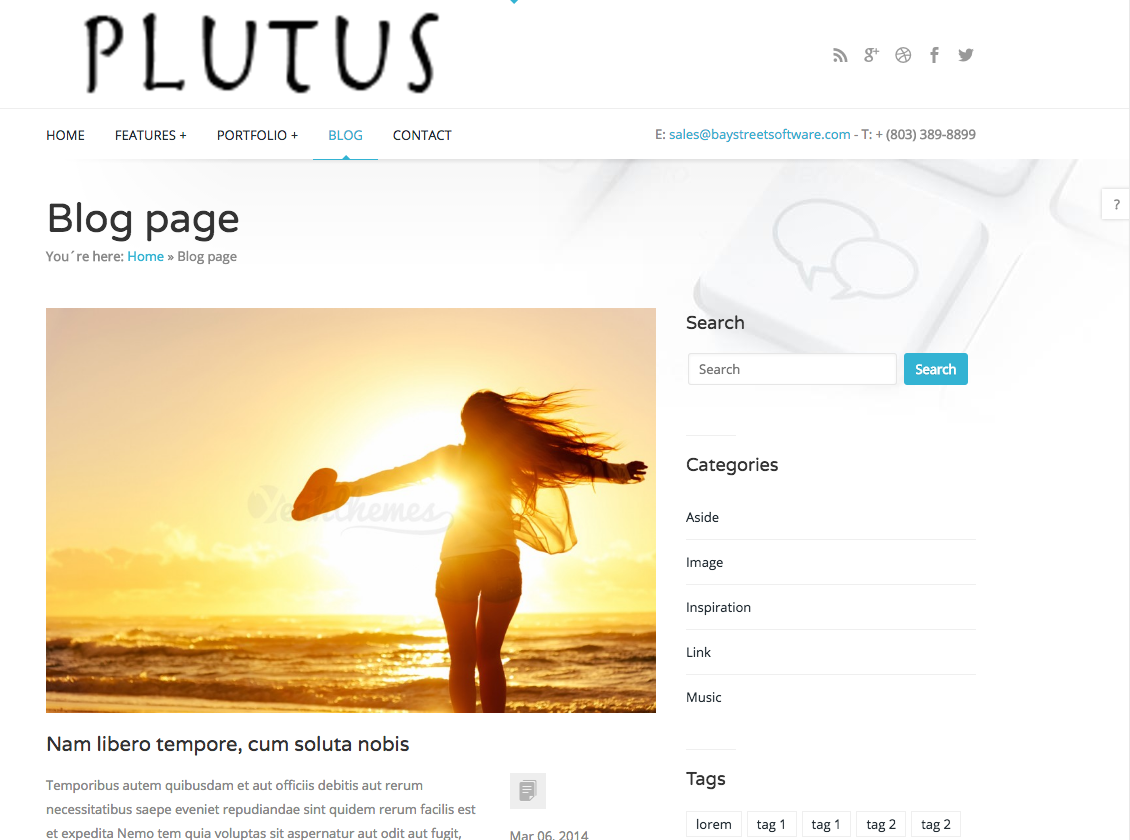 PLUTUS
HOME FEATURES + PORTFOLIO + BLOG CONTACT
E: sales@baystreetsoftware.com - T: + (803) 389-8899
?
Blog page
You´re here: Home » Blog page
Yeahthemes
Nam libero tempore, cum soluta nobis
Temporibus autem quibusdam et aut officiis debitis aut rerum
necessitatibus saepe eveniet repudiandae sint quidem rerum facilis est
et expedita Nemo tem quia voluptas sit aspernatur aut odit aut fugit,
Mar 06, 2014
Search
Search Search
Categories
Aside
Image
Inspiration
Link
Music
Tags
lorem tag 1 tag 1 tag 2 tag 2